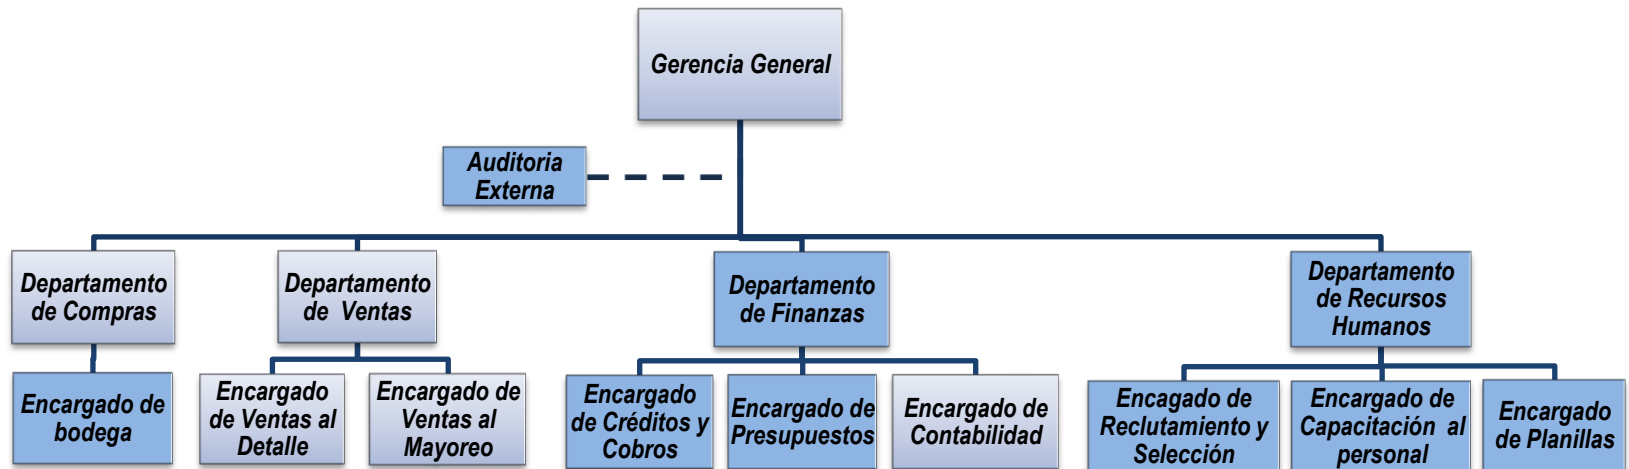 Gerencia General
Auditoria
Externa
Departamento
de Compras
Departamento
de Ventas
Departamento
de Finanzas
Departamento
de Recursos
Humanos
Encargado de
bodega
Encargado
de Ventas al
Detalle
Encargado de
Ventas al
Mayoreo
Encargado
de Créditos y
Cobros
Encargado de
Presupuestos
Encargado de
Contabilidad
Encagado de
Reclutamiento y
Selección
Encargado de
Capacitación al
personal
Encargado
de Planillas